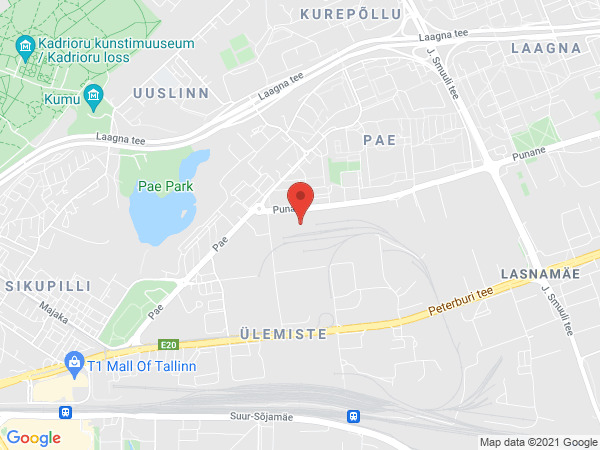 KUREPÕLLU
Laagna tee
Kadrioru kunstimuuseum
/ Kadrioru loss
LAAGNA
J. Smuuli tee
UUSLINN
Laagna tee
Kumu
Laagna tee
PAE
Punane
Pae Park
Puna
Pae
LASNAMÄE
SIKUPILLI
Majaka
Pae
Peterburi tee
J. Smuuli tee
ÜLEMISTE
E20
T1 Mall Of Tallinn
Suur-Sõjamäe
Google
Map data ©2021 Google